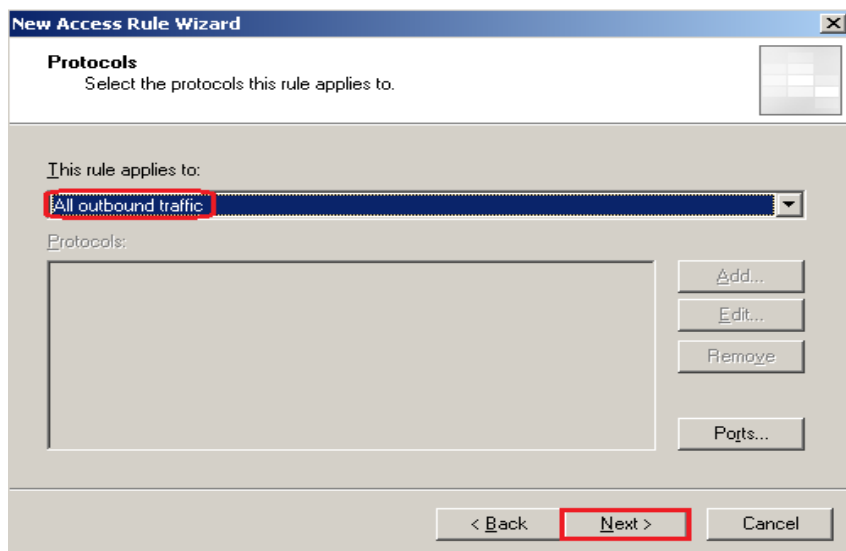 New Access Rule Wizard
Protocols
Select the protocols this rule applies to.
This rule applies to:
All outbound traffic
Protocols:
Add...
Edit...
Remove
Ports...
< Back Next > Cancel